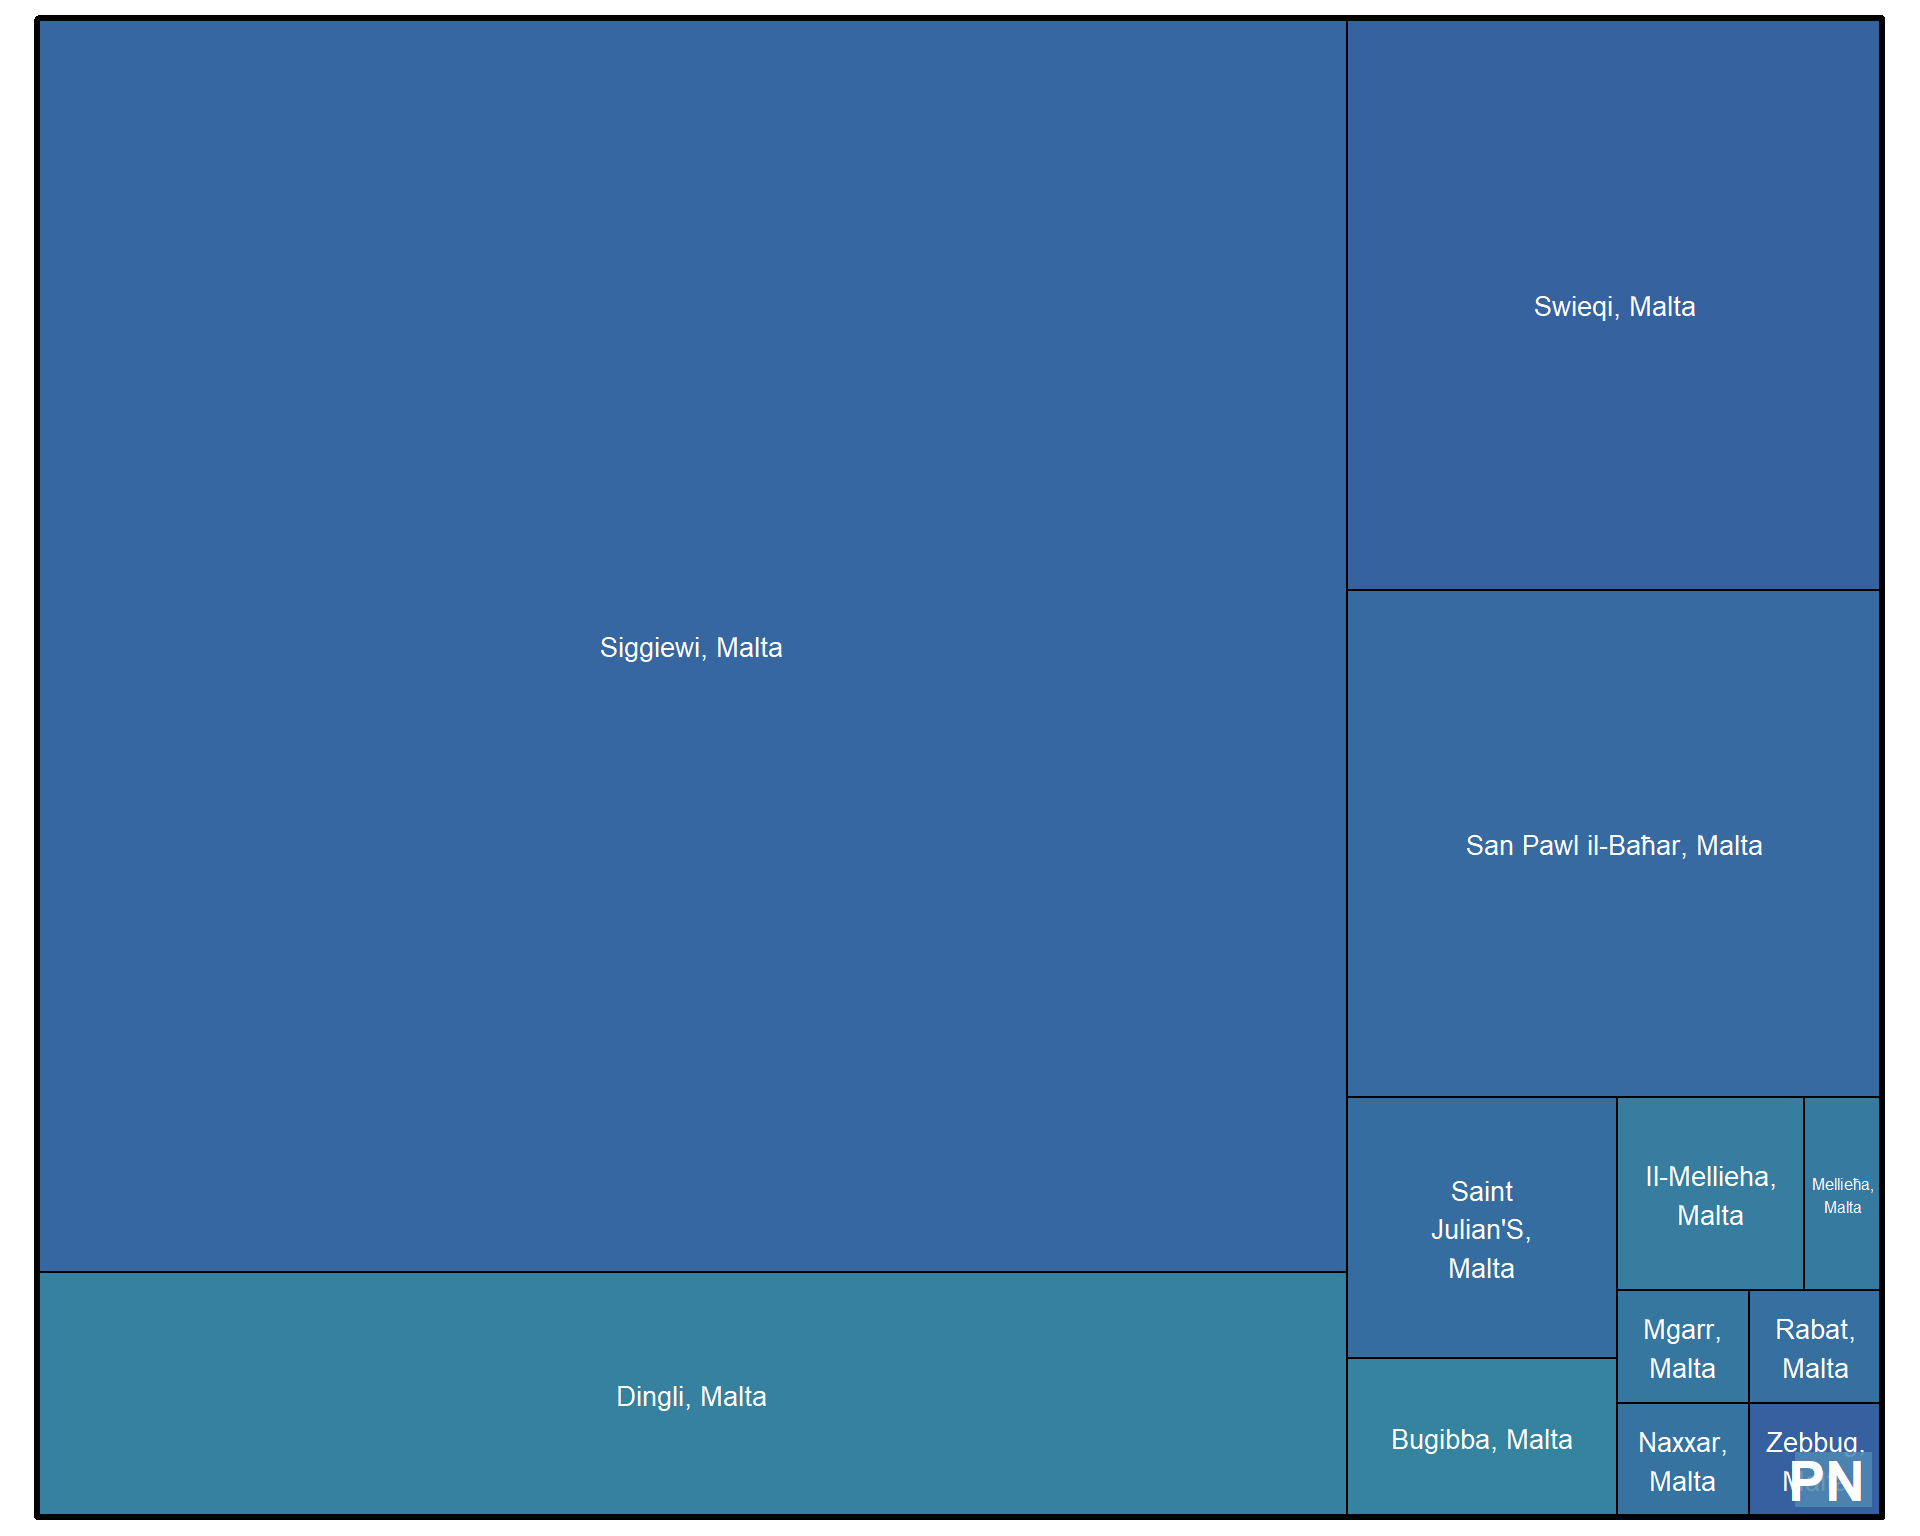 Siggiewi, Malta
Dingli, Malta
Swieqi, Malta
San Pawl il-Baħar, Malta
Saint
Julian'S,
Malta
Bugibba, Malta
Il-Mellieha,
Malta
Mellieħa,
Malta
Mgarr,
Malta
Rabat,
Malta
Naxxar,
Malta
Zebbug,
PN